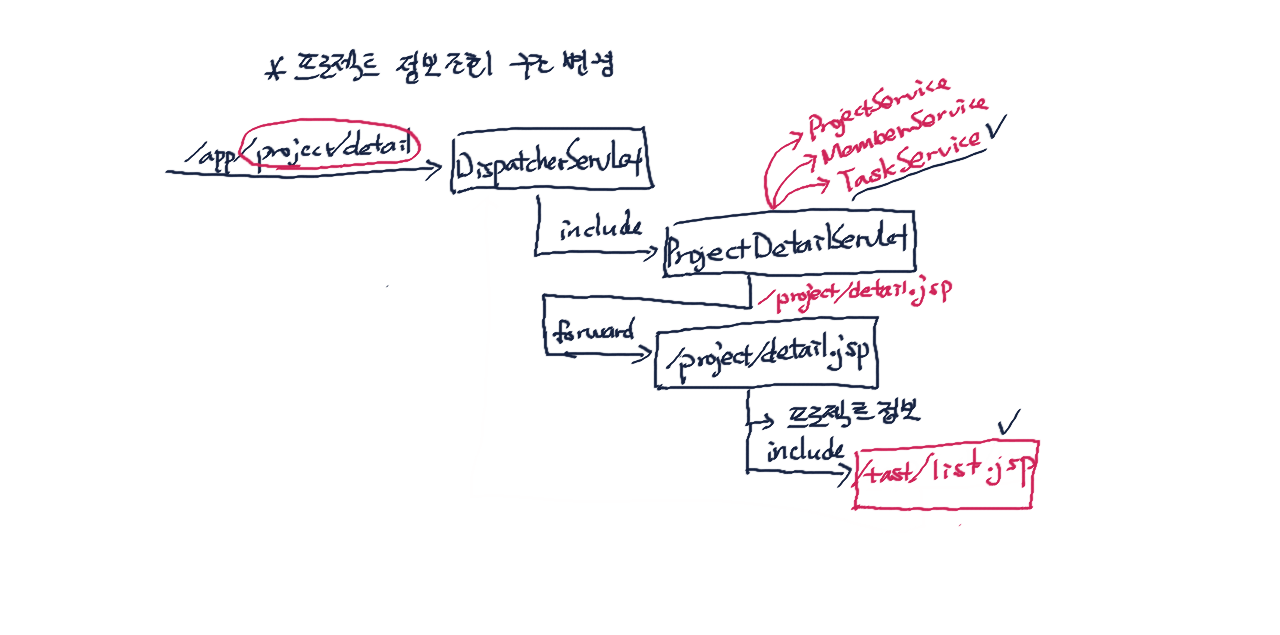 * 프로젝트 정보조회 구조 변경
/app/project/detail
DispatcherServlet
ProjectService
MemberService
TaskService
include
ProjectDetailServlet
/project/detail.jsp
forward
/project/detail.jsp
프로젝트 정보
include
/tast/list.jsp